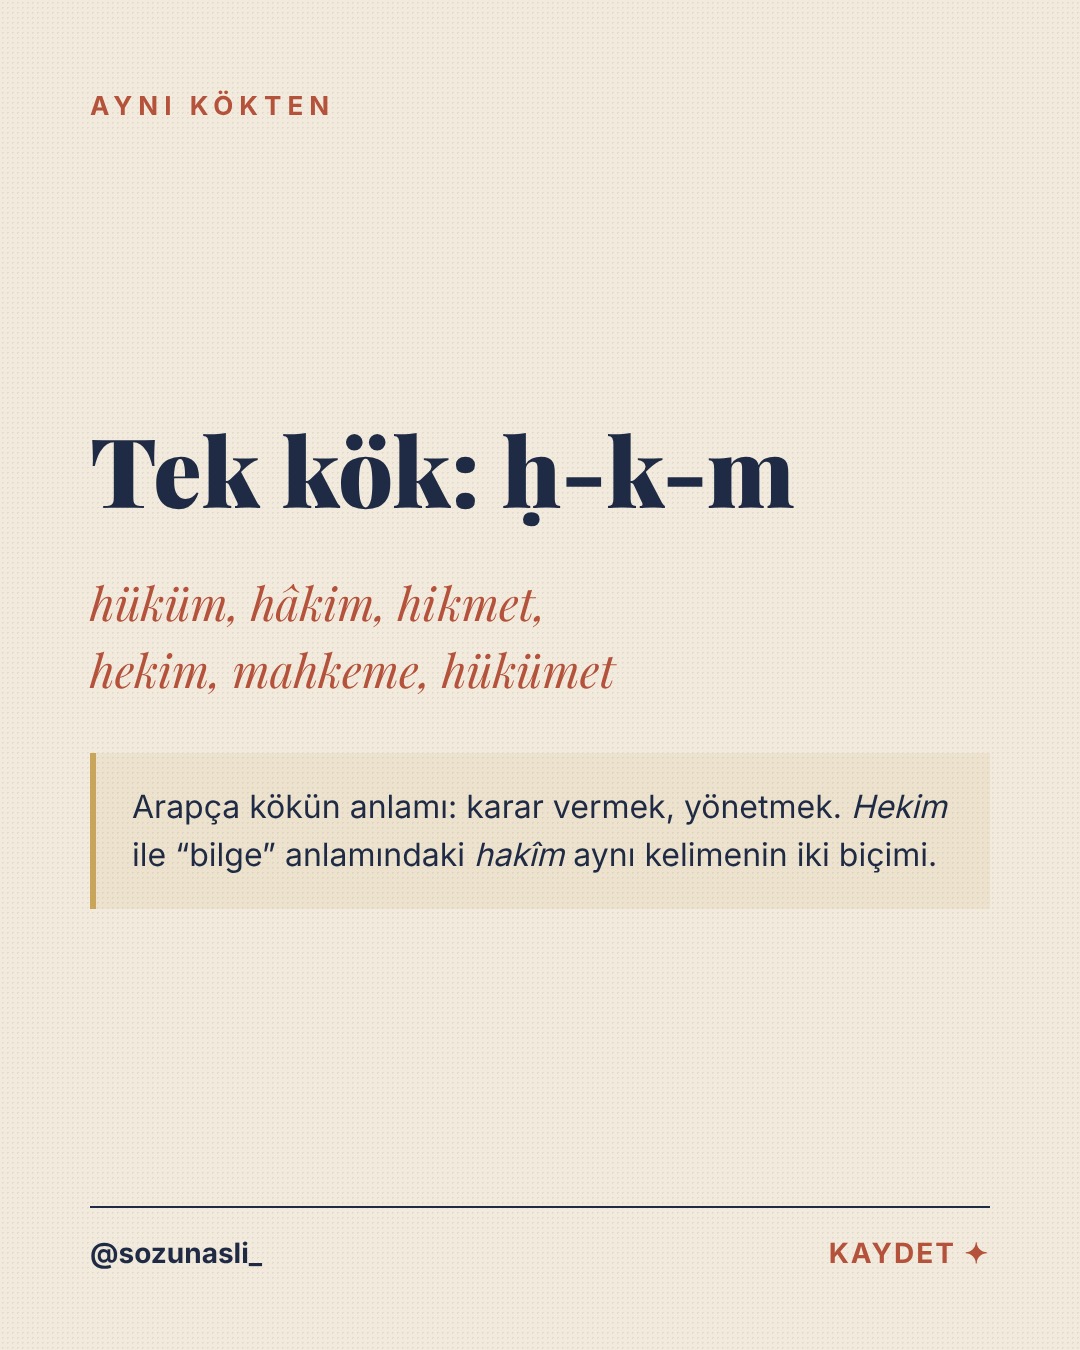 AYNI KÖKTEN
Tek kök: ḥ-k-m
hüküm, hâkim, hikmet,
hekim, mahkeme, hükümet
Arapça kökün anlamı: karar vermek, yönetmek. Hekim
ile “bilge” anlamındaki hakîm aynı kelimenin iki biçimi.
@sozunasli_
KAYDET ✦